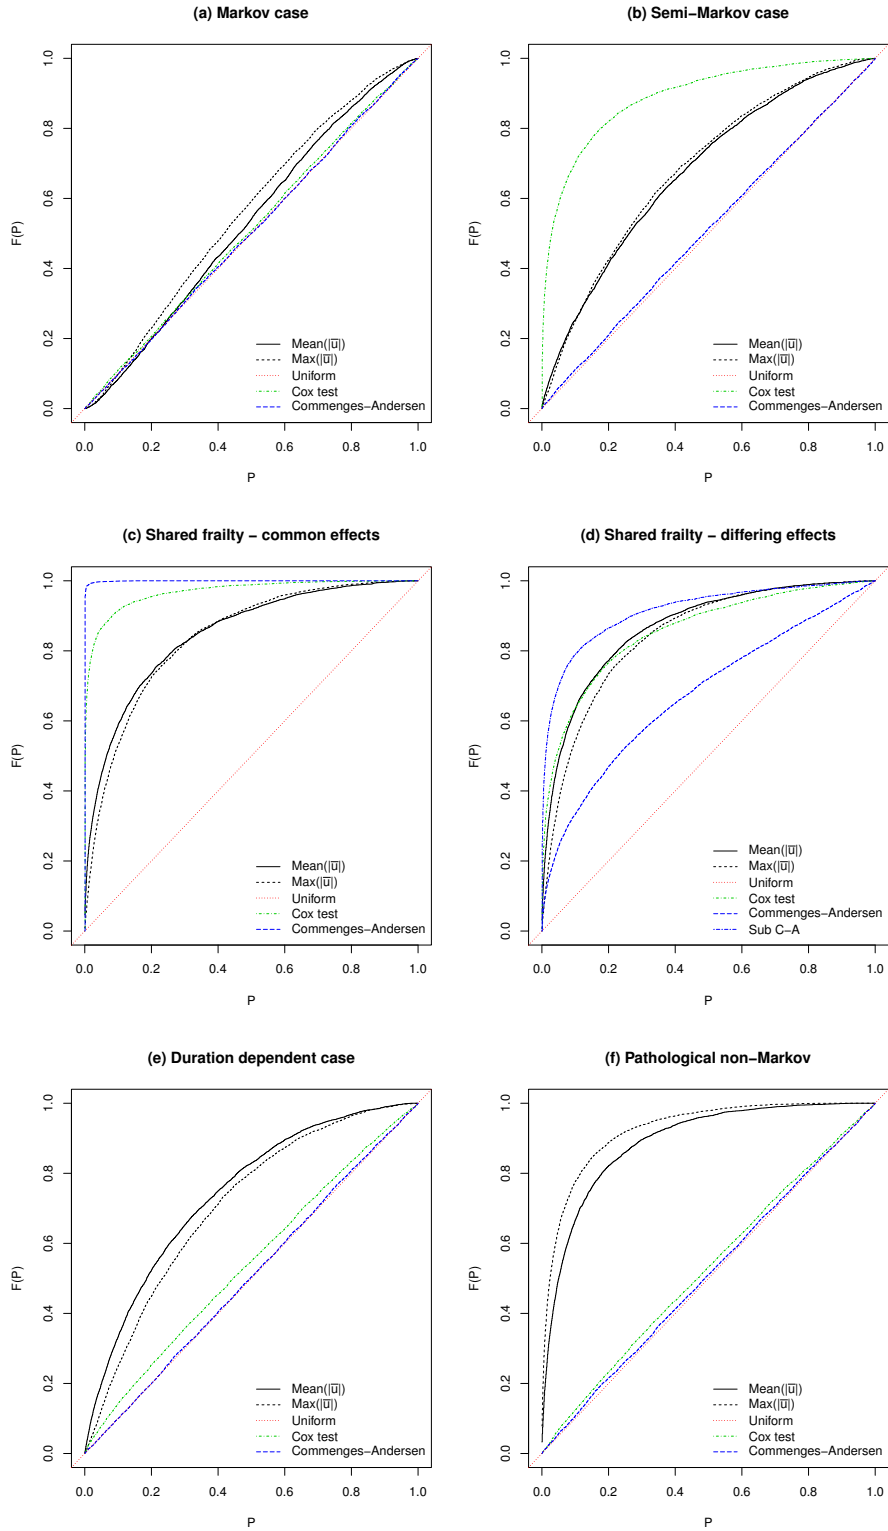 (a) Markov case
F(P)
1.0
0.8
0.6
0.4
0.2
0.0
Mean(|u̅|)
Max(|u̅|)
Uniform
Cox test
Commenges−Andersen
0.0 0.2 0.4 0.6 0.8 1.0
P
(b) Semi−Markov case
F(P)
1.0
0.8
0.6
0.4
0.2
0.0
Mean(|u̅|)
Max(|u̅|)
Uniform
Cox test
Commenges−Andersen
0.0 0.2 0.4 0.6 0.8 1.0
P
(c) Shared frailty − common effects
F(P)
1.0
0.8
0.6
0.4
0.2
0.0
Mean(|u̅|)
Max(|u̅|)
Uniform
Cox test
Commenges−Andersen
0.0 0.2 0.4 0.6 0.8 1.0
P
(d) Shared frailty − differing effects
F(P)
1.0
0.8
0.6
0.4
0.2
0.0
Mean(|u̅|)
Max(|u̅|)
Uniform
Cox test
Commenges−Andersen
Sub C−A
0.0 0.2 0.4 0.6 0.8 1.0
P
(e) Duration dependent case
F(P)
1.0
0.8
0.6
0.4
0.2
0.0
Mean(|u̅|)
Max(|u̅|)
Uniform
Cox test
Commenges−Andersen
0.0 0.2 0.4 0.6 0.8 1.0
P
(f) Pathological non−Markov
F(P)
1.0
0.8
0.6
0.4
0.2
0.0
Mean(|u̅|)
Max(|u̅|)
Uniform
Cox test
Commenges−Andersen
0.0 0.2 0.4 0.6 0.8 1.0
P